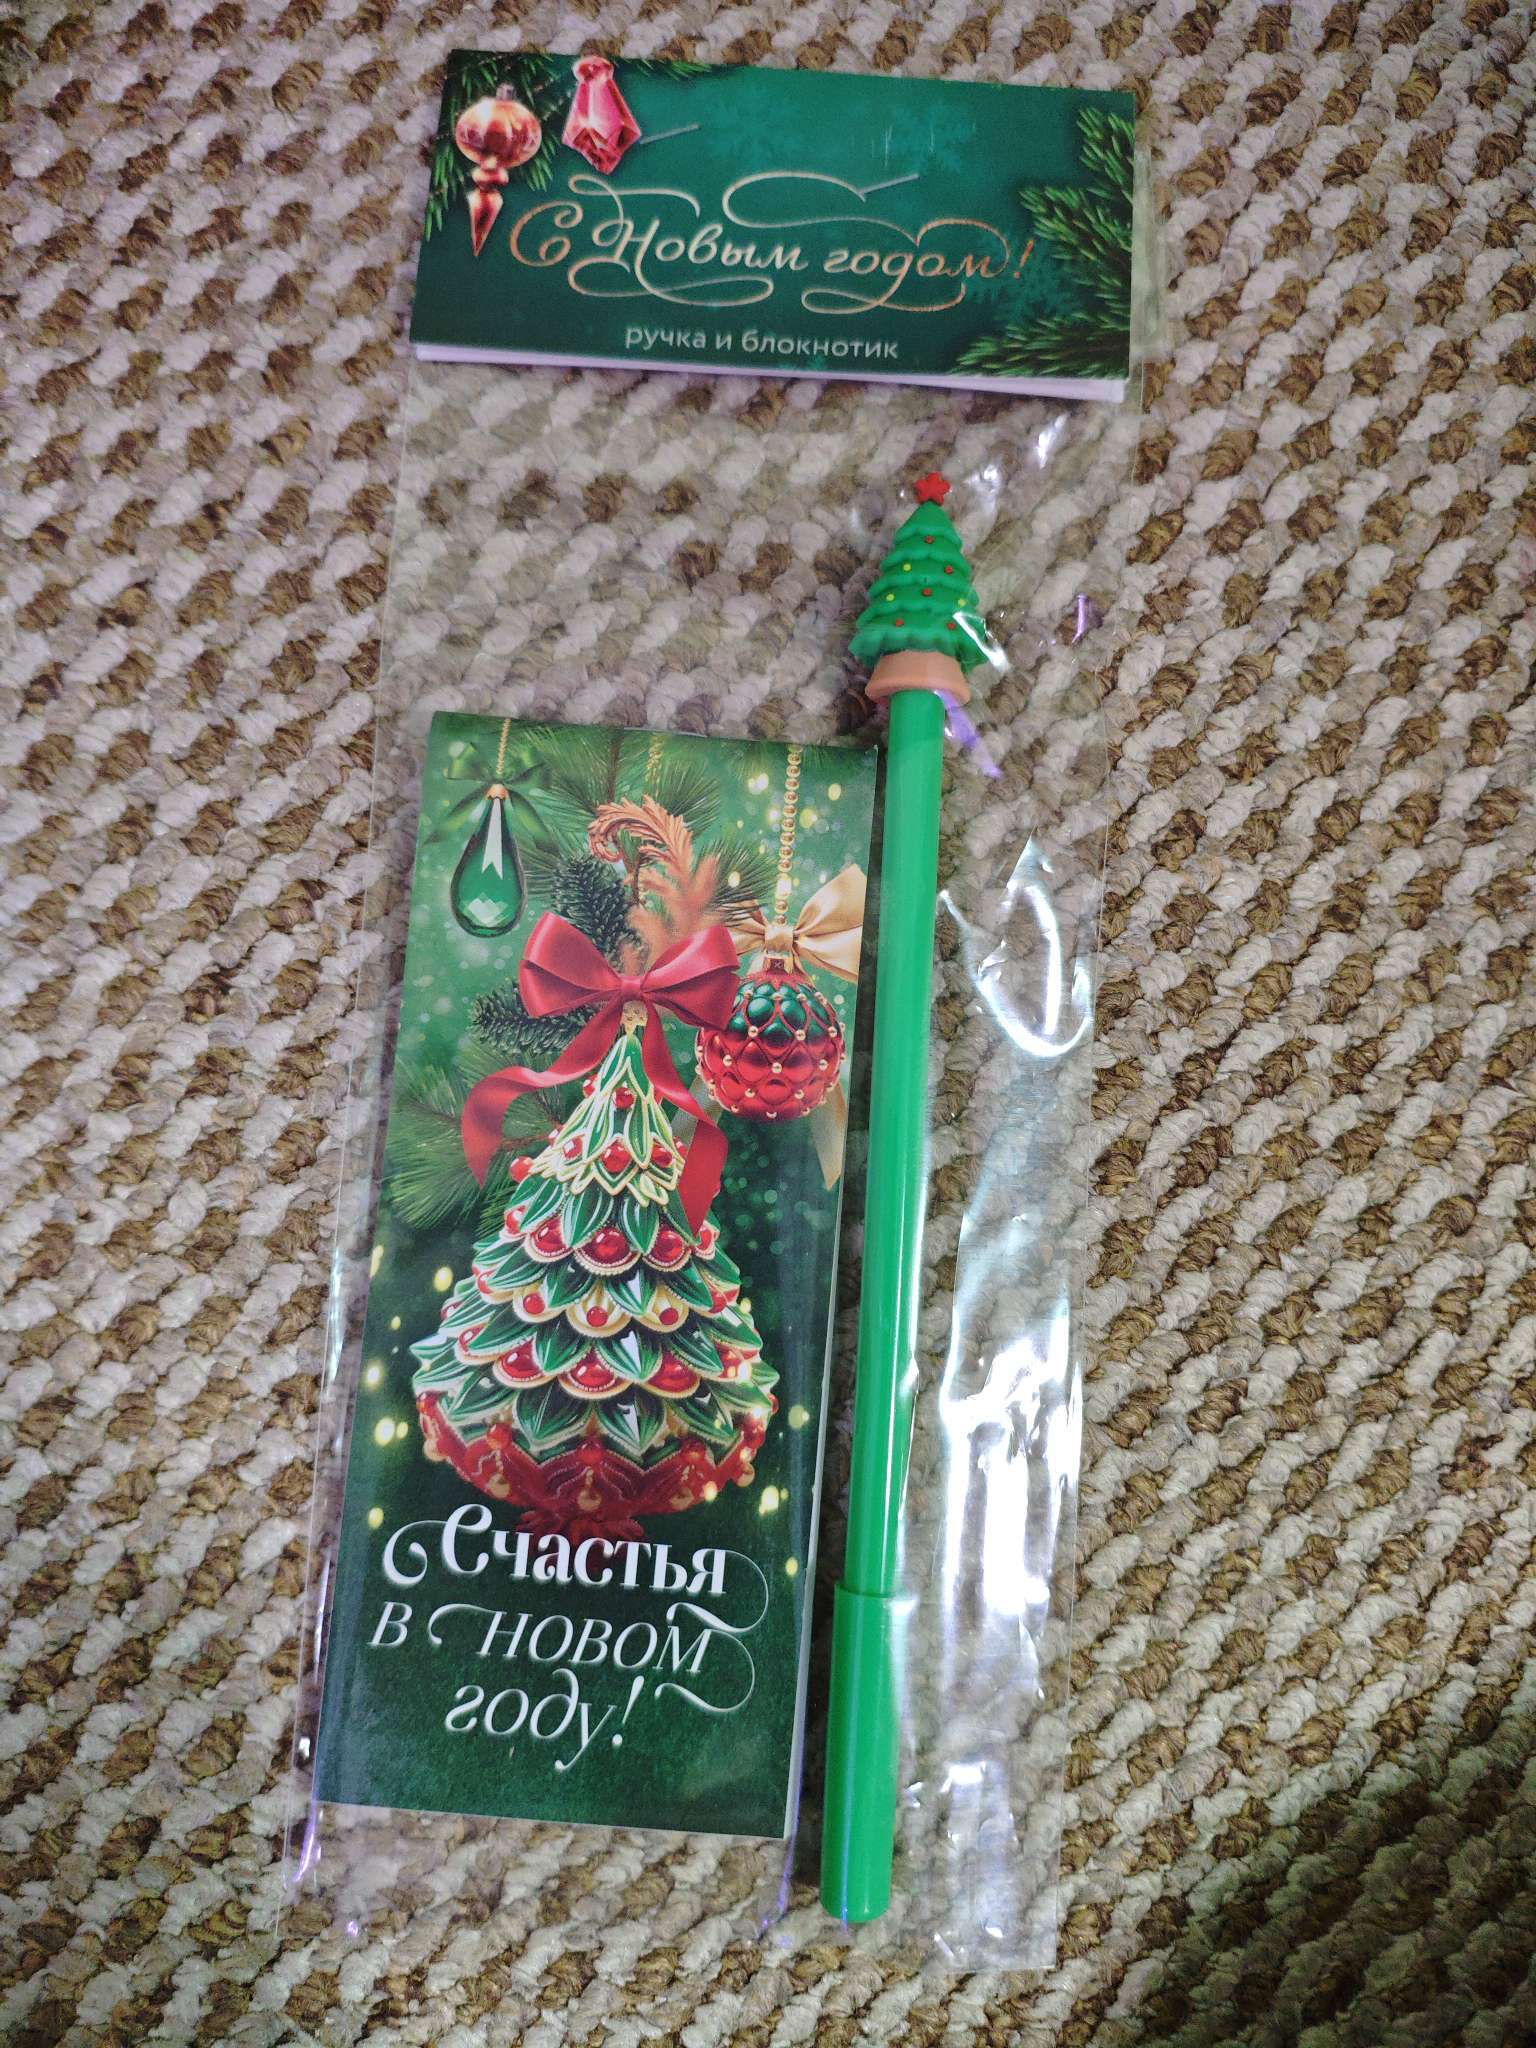 С Новым годом!
ручка и блокнотик
Счастья
в новом
году!